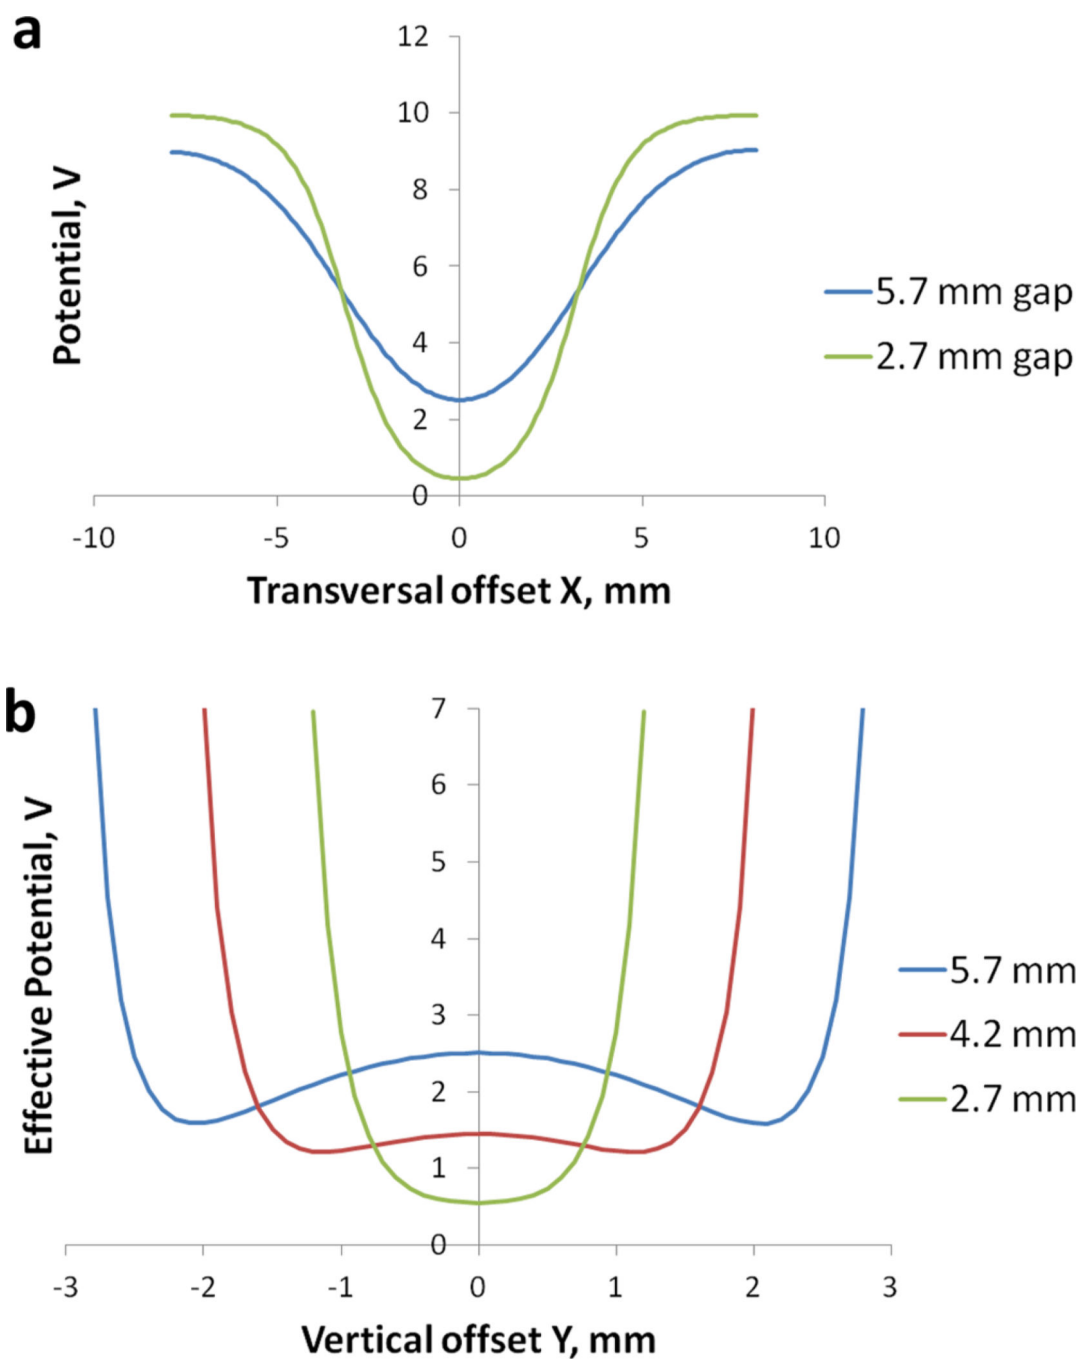 a
12
10
8
6
4
2
0
Potential, V
-10 -5 0 5 10
Transversal offset X, mm
5.7 mm gap
2.7 mm gap
b
7
6
5
4
3
2
1
0
Effective Potential, V
-3 -2 -1 0 1 2 3
Vertical offset Y, mm
5.7 mm
4.2 mm
2.7 mm